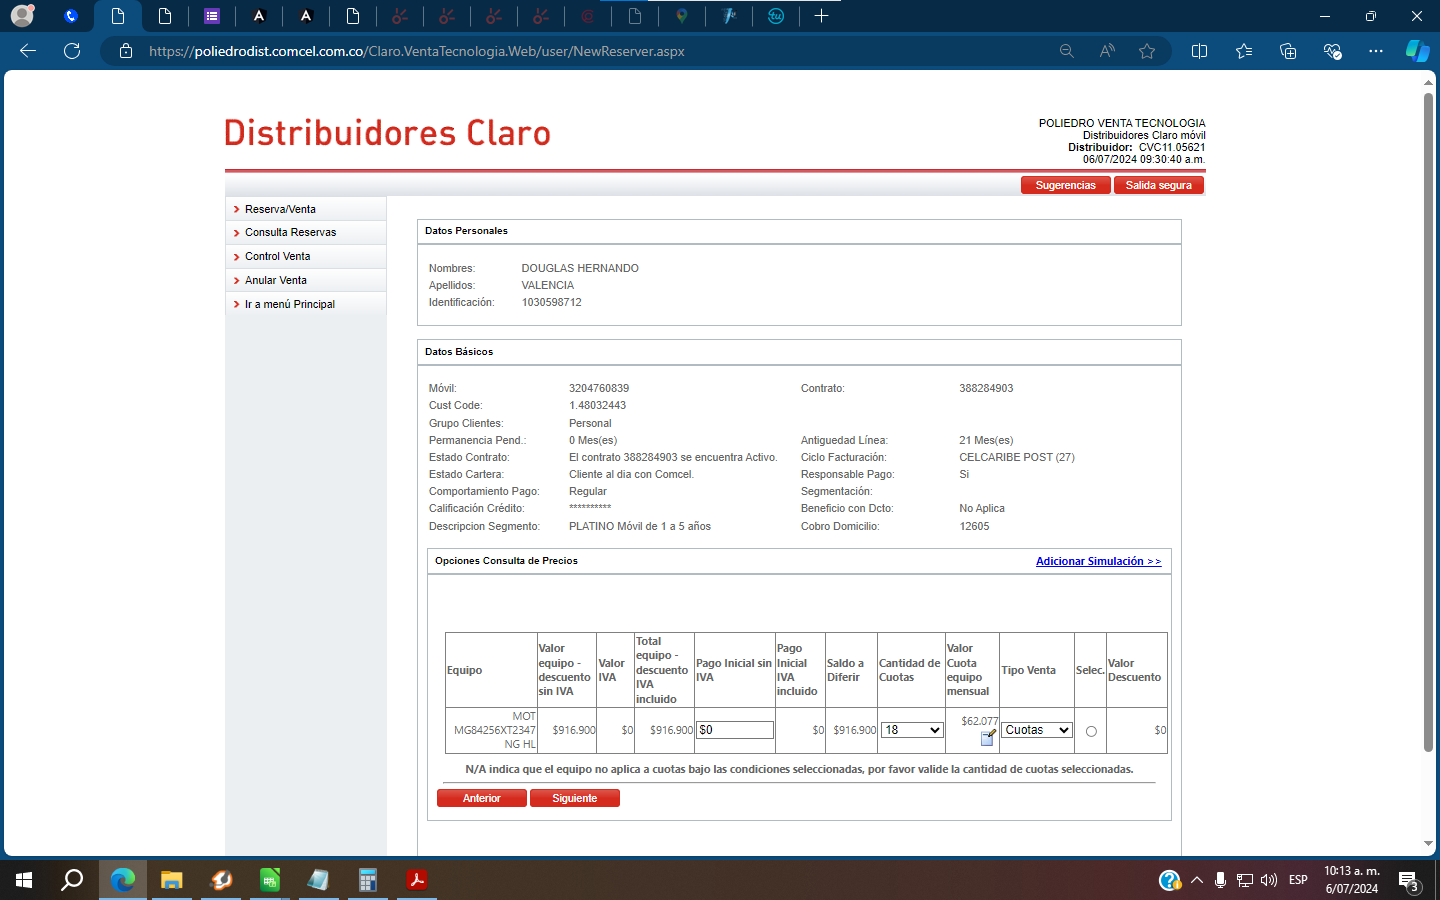 https://poliedrodist.comcel.com.co/Claro.VentaTecnologia.Web/user/NewReserver.aspx
Distribuidores Claro
POLIEDRO VENTA TECNOLOGIA
Distribuidores Claro móvil
Distribuidor: CVC11.05621
06/07/2024 09:30:40 a.m.
Sugerencias
Salida segura
Reserva/Venta
Consulta Reservas
Control Venta
Anular Venta
Ir a menú Principal
Datos Personales
Nombres: DOUGLAS HERNANDO
Apellidos: VALENCIA
Identificación: 1030598712
Datos Básicos
Móvil: 3204760839 Contrato: 388284903
Cust Code: 1.48032443
Grupo Clientes: Personal
Permanencia Pend.: 0 Mes(es) Antiguedad Línea: 21 Mes(es)
Estado Contrato: El contrato 388284903 se encuentra Activo. Ciclo Facturación: CELCARIBE POST (27)
Estado Cartera: Cliente al dia con Comcel. Responsable Pago: Si
Comportamiento Pago: Regular Segmentación:
Calificación Crédito: ********** Beneficio con Dcto: No Aplica
Descripcion Segmento: PLATINO Móvil de 1 a 5 años Cobro Domicilio: 12605
Opciones Consulta de Precios
Adicionar Simulación >>
Equipo
Valor equipo - descuento sin IVA
Valor IVA
Total equipo - descuento IVA incluido
Pago Inicial sin IVA
Pago Inicial IVA incluido
Saldo a Diferir
Cantidad de Cuotas
Valor Cuota equipo mensual
Tipo Venta
Selec.
Valor Descuento
MOT
MG84256XT2347
NG HL
$916.900
$0
$916.900
$0
$0
$916.900
18
$62.077
Cuotas
$0
N/A indica que el equipo no aplica a cuotas bajo las condiciones seleccionadas, por favor valide la cantidad de cuotas seleccionadas.
Anterior
Siguiente
ESP
10:13 a. m.
6/07/2024
3